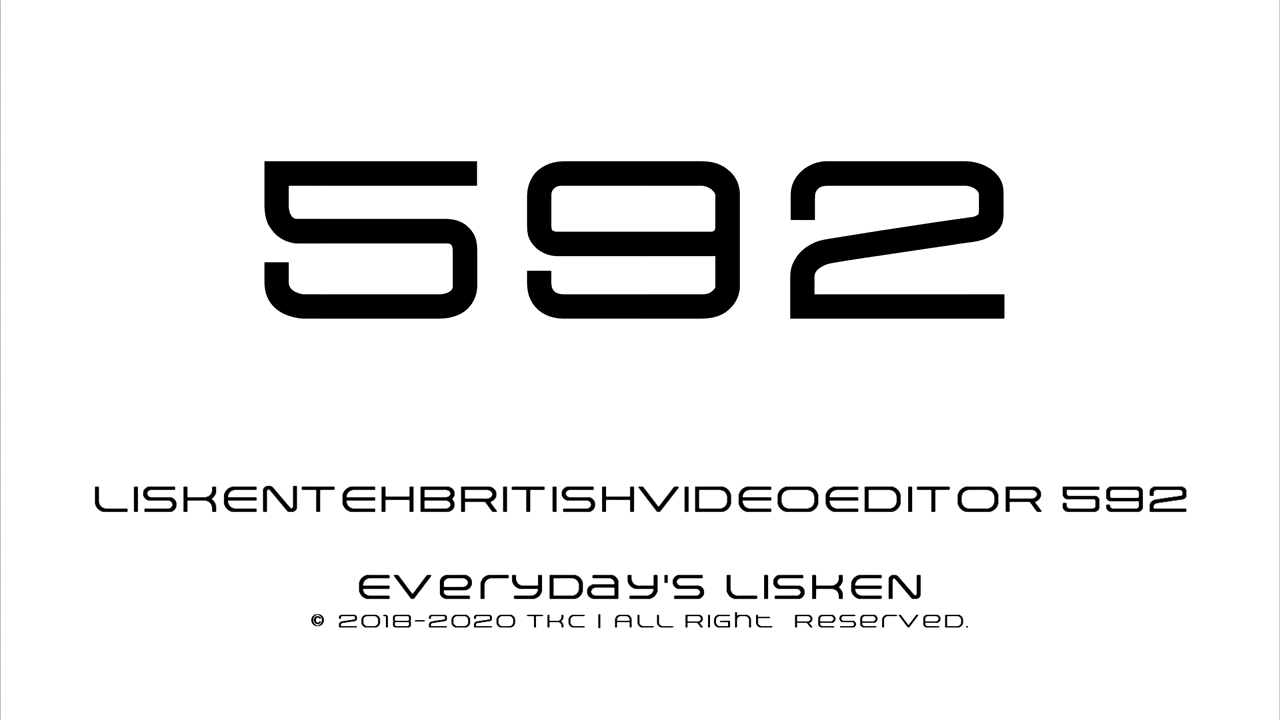 592
LISKENTEHBRITISHVIDEOEDITOR 592
EVeryDay'S LISKEN
© 2018-2020 TKC | ALL RIGht Reserved.